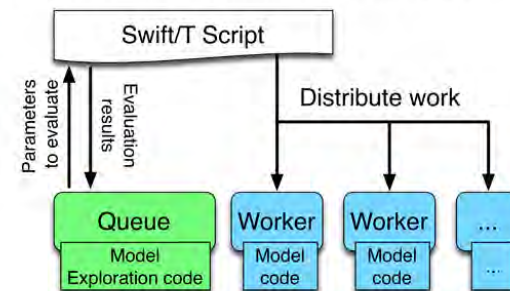 Swift/T Script
Parameters
to evaluate
Evaluation
results
Distribute work
Queue
Model
Exploration code
Worker
Model
code
Worker
Model
code
...
...